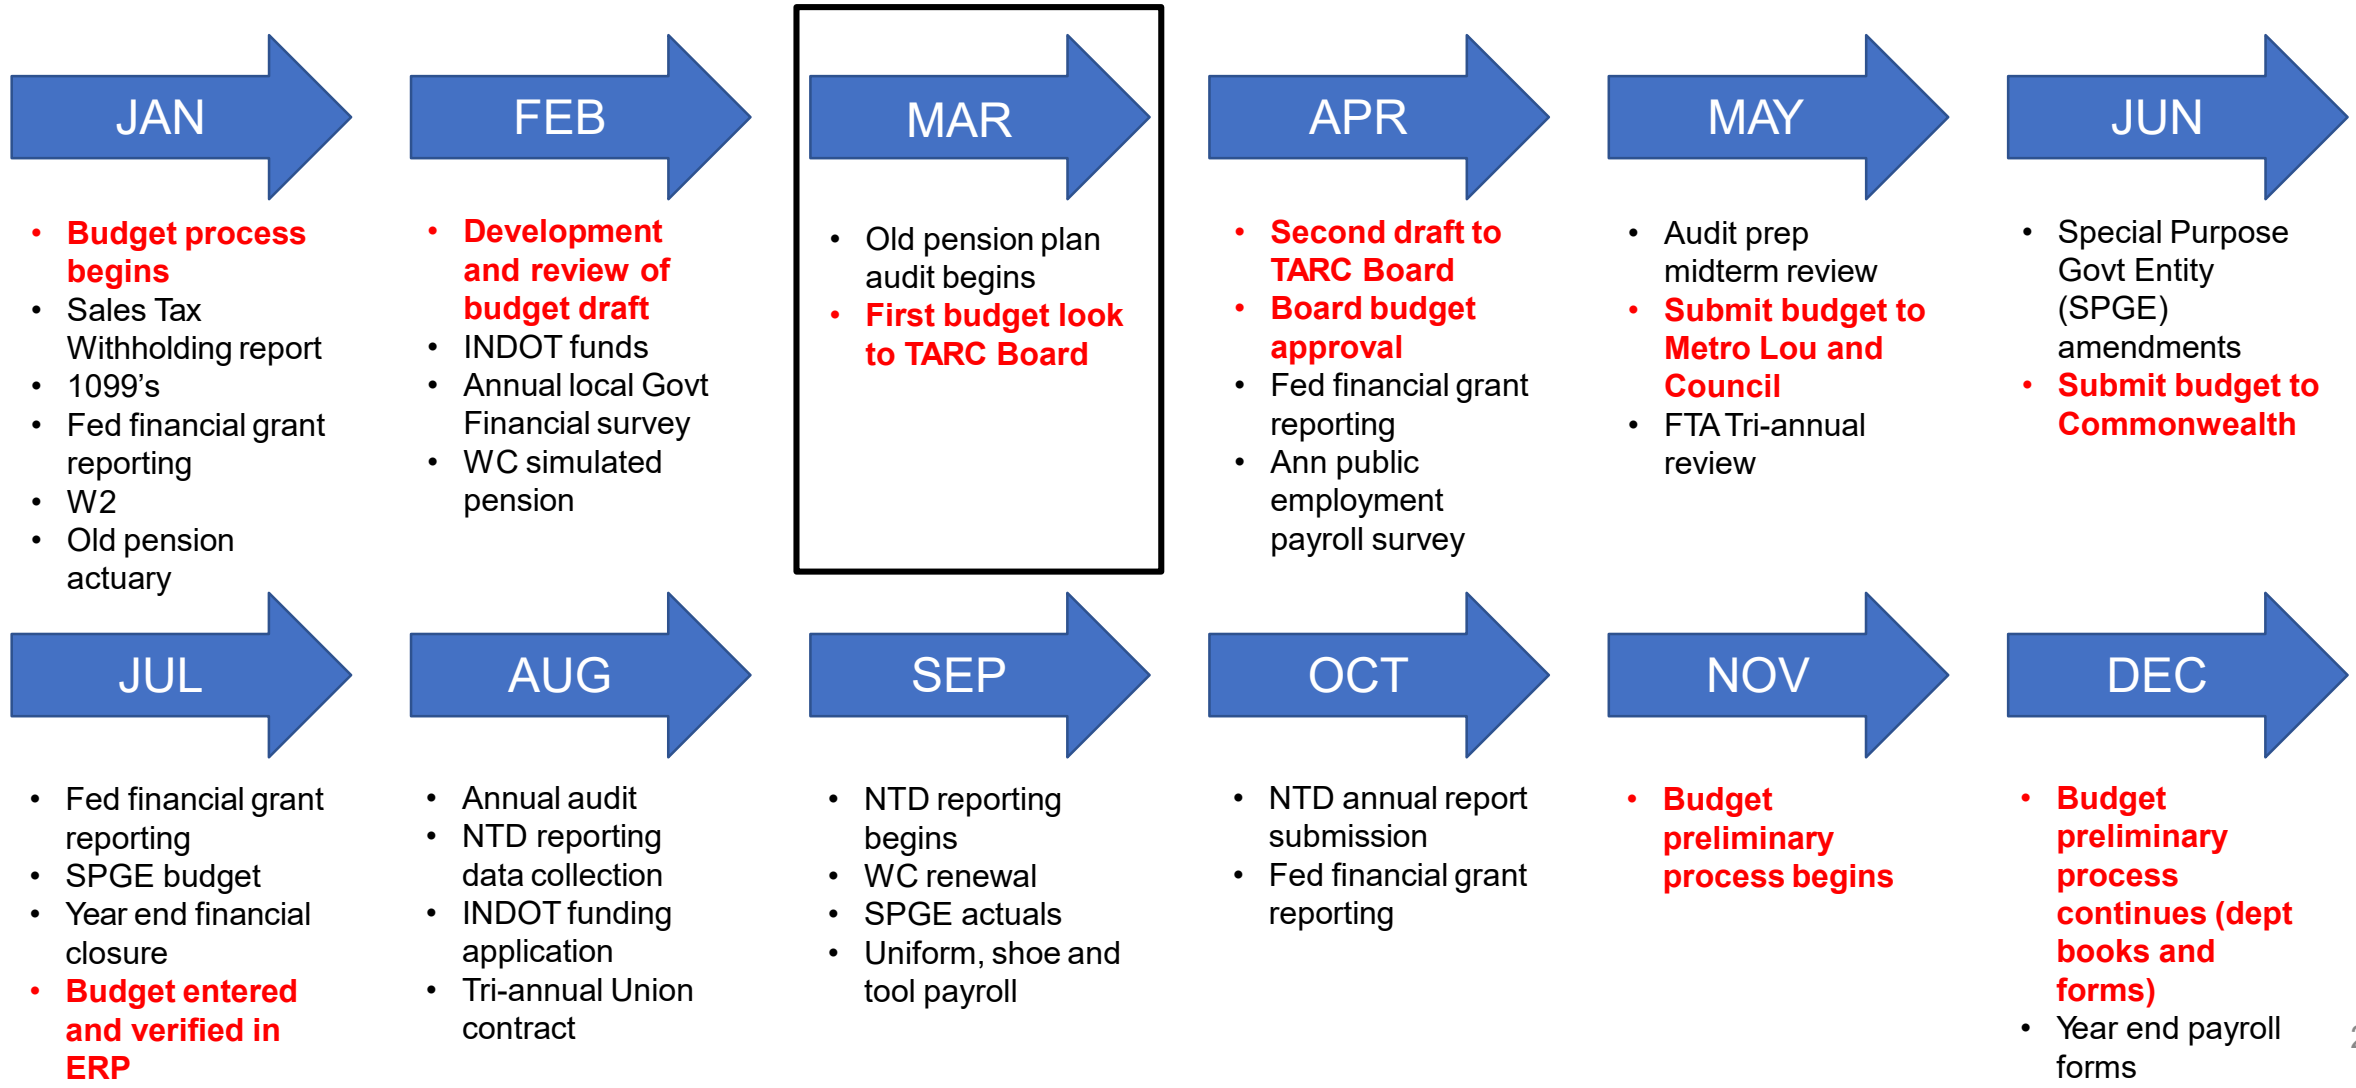 JAN
• Budget process
begins
• Sales Tax
Withholding report
• 1099’s
• Fed financial grant
reporting
• W2
• Old pension
actuary
FEB
• Development
and review of
budget draft
• INDOT funds
• Annual local Govt
Financial survey
• WC simulated
pension
MAR
• Old pension plan
audit begins
• First budget look
to TARC Board
APR
• Second draft to
TARC Board
• Board budget
approval
• Fed financial grant
reporting
• Ann public
employment
payroll survey
MAY
• Audit prep
midterm review
• Submit budget to
Metro Lou and
Council
• FTA Tri-annual
review
JUN
• Special Purpose
Govt Entity
(SPGE)
amendments
• Submit budget to
Commonwealth
JUL
• Fed financial grant
reporting
• SPGE budget
• Year end financial
closure
• Budget entered
and verified in
ERP
AUG
• Annual audit
• NTD reporting
data collection
• INDOT funding
application
• Tri-annual Union
contract
SEP
• NTD reporting
begins
• WC renewal
• SPGE actuals
• Uniform, shoe and
tool payroll
OCT
• NTD annual report
submission
• Fed financial grant
reporting
NOV
• Budget
preliminary
process begins
DEC
• Budget
preliminary
process
continues (dept
books and
forms)
• Year end payroll
forms